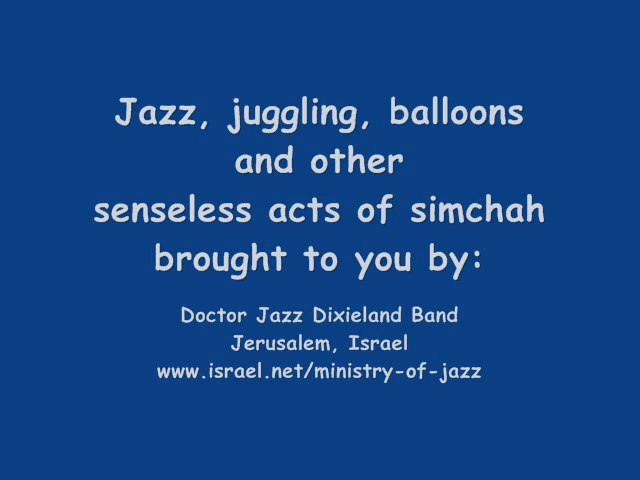 Jazz, juggling, balloons
and other
senseless acts of simchah
brought to you by:
Doctor Jazz Dixieland Band
Jerusalem, Israel
www.israel.net/ministry-of-jazz